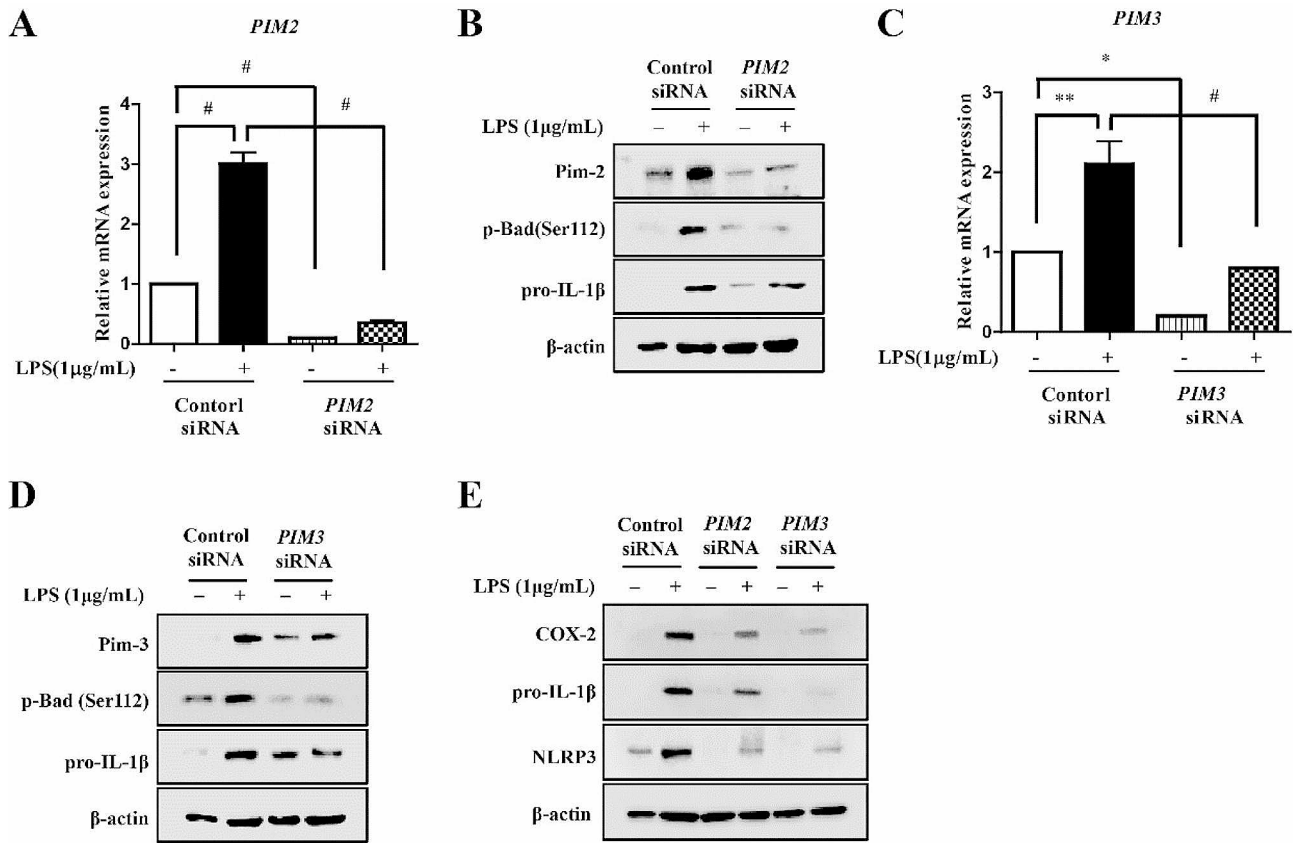 A
PIM2
Relative mRNA expression
4
3
2
1
0
#
#
#
LPS(1µg/mL)
- + - +
Contorl siRNA
PIM2 siRNA
B
Control siRNA
PIM2 siRNA
LPS (1µg/mL)
– + – +
Pim-2
p-Bad(Ser112)
pro-IL-1β
β-actin
C
PIM3
Relative mRNA expression
3
2
1
0
*
**
#
LPS(1µg/mL)
- + - +
Contorl siRNA
PIM3 siRNA
D
Control siRNA
PIM3 siRNA
LPS (1µg/mL)
– + – +
Pim-3
p-Bad (Ser112)
pro-IL-1β
β-actin
E
Control siRNA
PIM2 siRNA
PIM3 siRNA
LPS (1µg/mL)
– + – + – +
COX-2
pro-IL-1β
NLRP3
β-actin